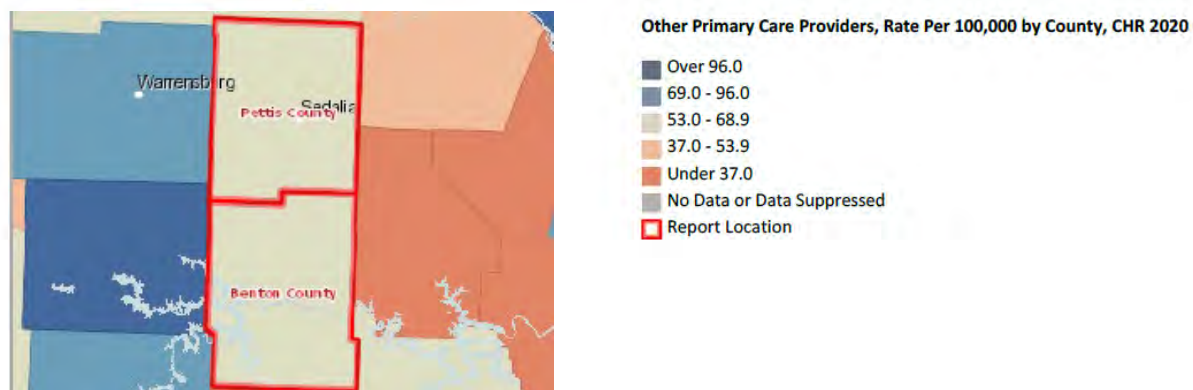 Warrensburg
Sedalia
Pettis County
Benton County
Other Primary Care Providers, Rate Per 100,000 by County, CHR 2020
Over 96.0
69.0 - 96.0
53.0 - 68.9
37.0 - 53.9
Under 37.0
No Data or Data Suppressed
Report Location